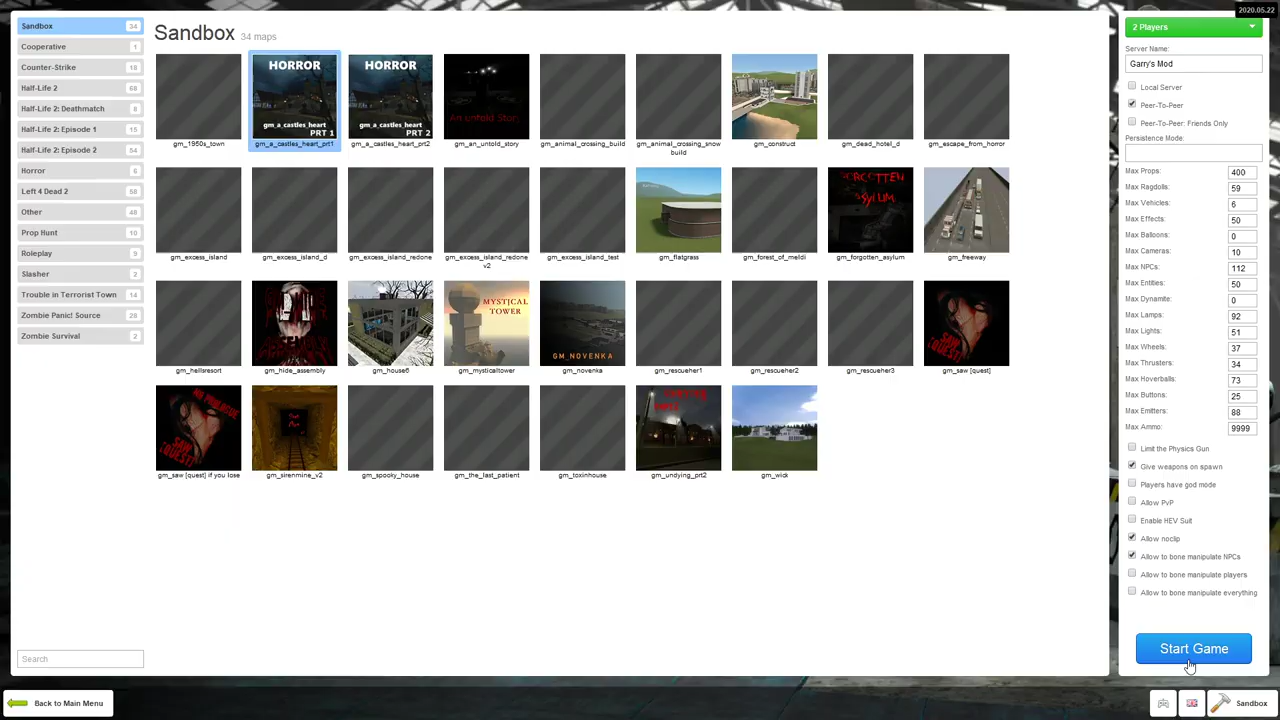 2020.05.22
Sandbox 34
Cooperative 1
Counter-Strike 18
Half-Life 2 68
Half-Life 2: Deathmatch 8
Half-Life 2: Episode 1 15
Half-Life 2: Episode 2 54
Horror 6
Left 4 Dead 2 58
Other 48
Prop Hunt 10
Roleplay 9
Slasher 2
Trouble in Terrorist Town 14
Zombie Panic! Source 28
Zombie Survival 2
Search
Sandbox 34 maps
HORROR
gm_a_castles_heart
PRT 1
HORROR
gm_a_castles_heart
PRT 2
An untold Story
gm_1950s_town
gm_a_castles_heart_prt1
gm_a_castles_heart_prt2
gm_an_untold_story
gm_animal_crossing_build
gm_animal_crossing_snow
build
gm_construct
gm_dead_hotel_d
gm_escape_from_horror
FORGOTTEN
ASYLUM
gm_excess_island
gm_excess_island_d
gm_excess_island_redone
gm_excess_island_redone
v2
gm_excess_island_test
gm_flatgrass
gm_forest_of_meldi
gm_forgotten_asylum
gm_freeway
MYSTICAL
TOWER
GM_NOVENKA
SAW
[QUEST]
gm_hellsresort
gm_hide_assembly
gm_house6
gm_mysticaltower
gm_novenka
gm_rescueher1
gm_rescueher2
gm_rescueher3
gm_saw [quest]
SAW
[QUEST]
gm_saw [quest] if you lose
gm_sirenmine_v2
gm_spooky_house
gm_the_last_patient
gm_toxinhouse
gm_undying_prt2
gm_wick
2 Players
Server Name:
Garry's Mod
Local Server
Peer-To-Peer
Peer-To-Peer: Friends Only
Persistence Mode:
Max Props: 400
Max Ragdolls: 59
Max Vehicles: 6
Max Effects: 50
Max Balloons: 0
Max Cameras: 10
Max NPCs: 112
Max Entities: 50
Max Dynamite: 0
Max Lamps: 92
Max Lights: 51
Max Wheels: 37
Max Thrusters: 34
Max Hoverballs: 73
Max Buttons: 25
Max Emitters: 88
Max Ammo: 9999
Limit the Physics Gun
Give weapons on spawn
Players have god mode
Allow PvP
Enable HEV Suit
Allow noclip
Allow to bone manipulate NPCs
Allow to bone manipulate players
Allow to bone manipulate everything
Start Game
Back to Main Menu
Sandbox